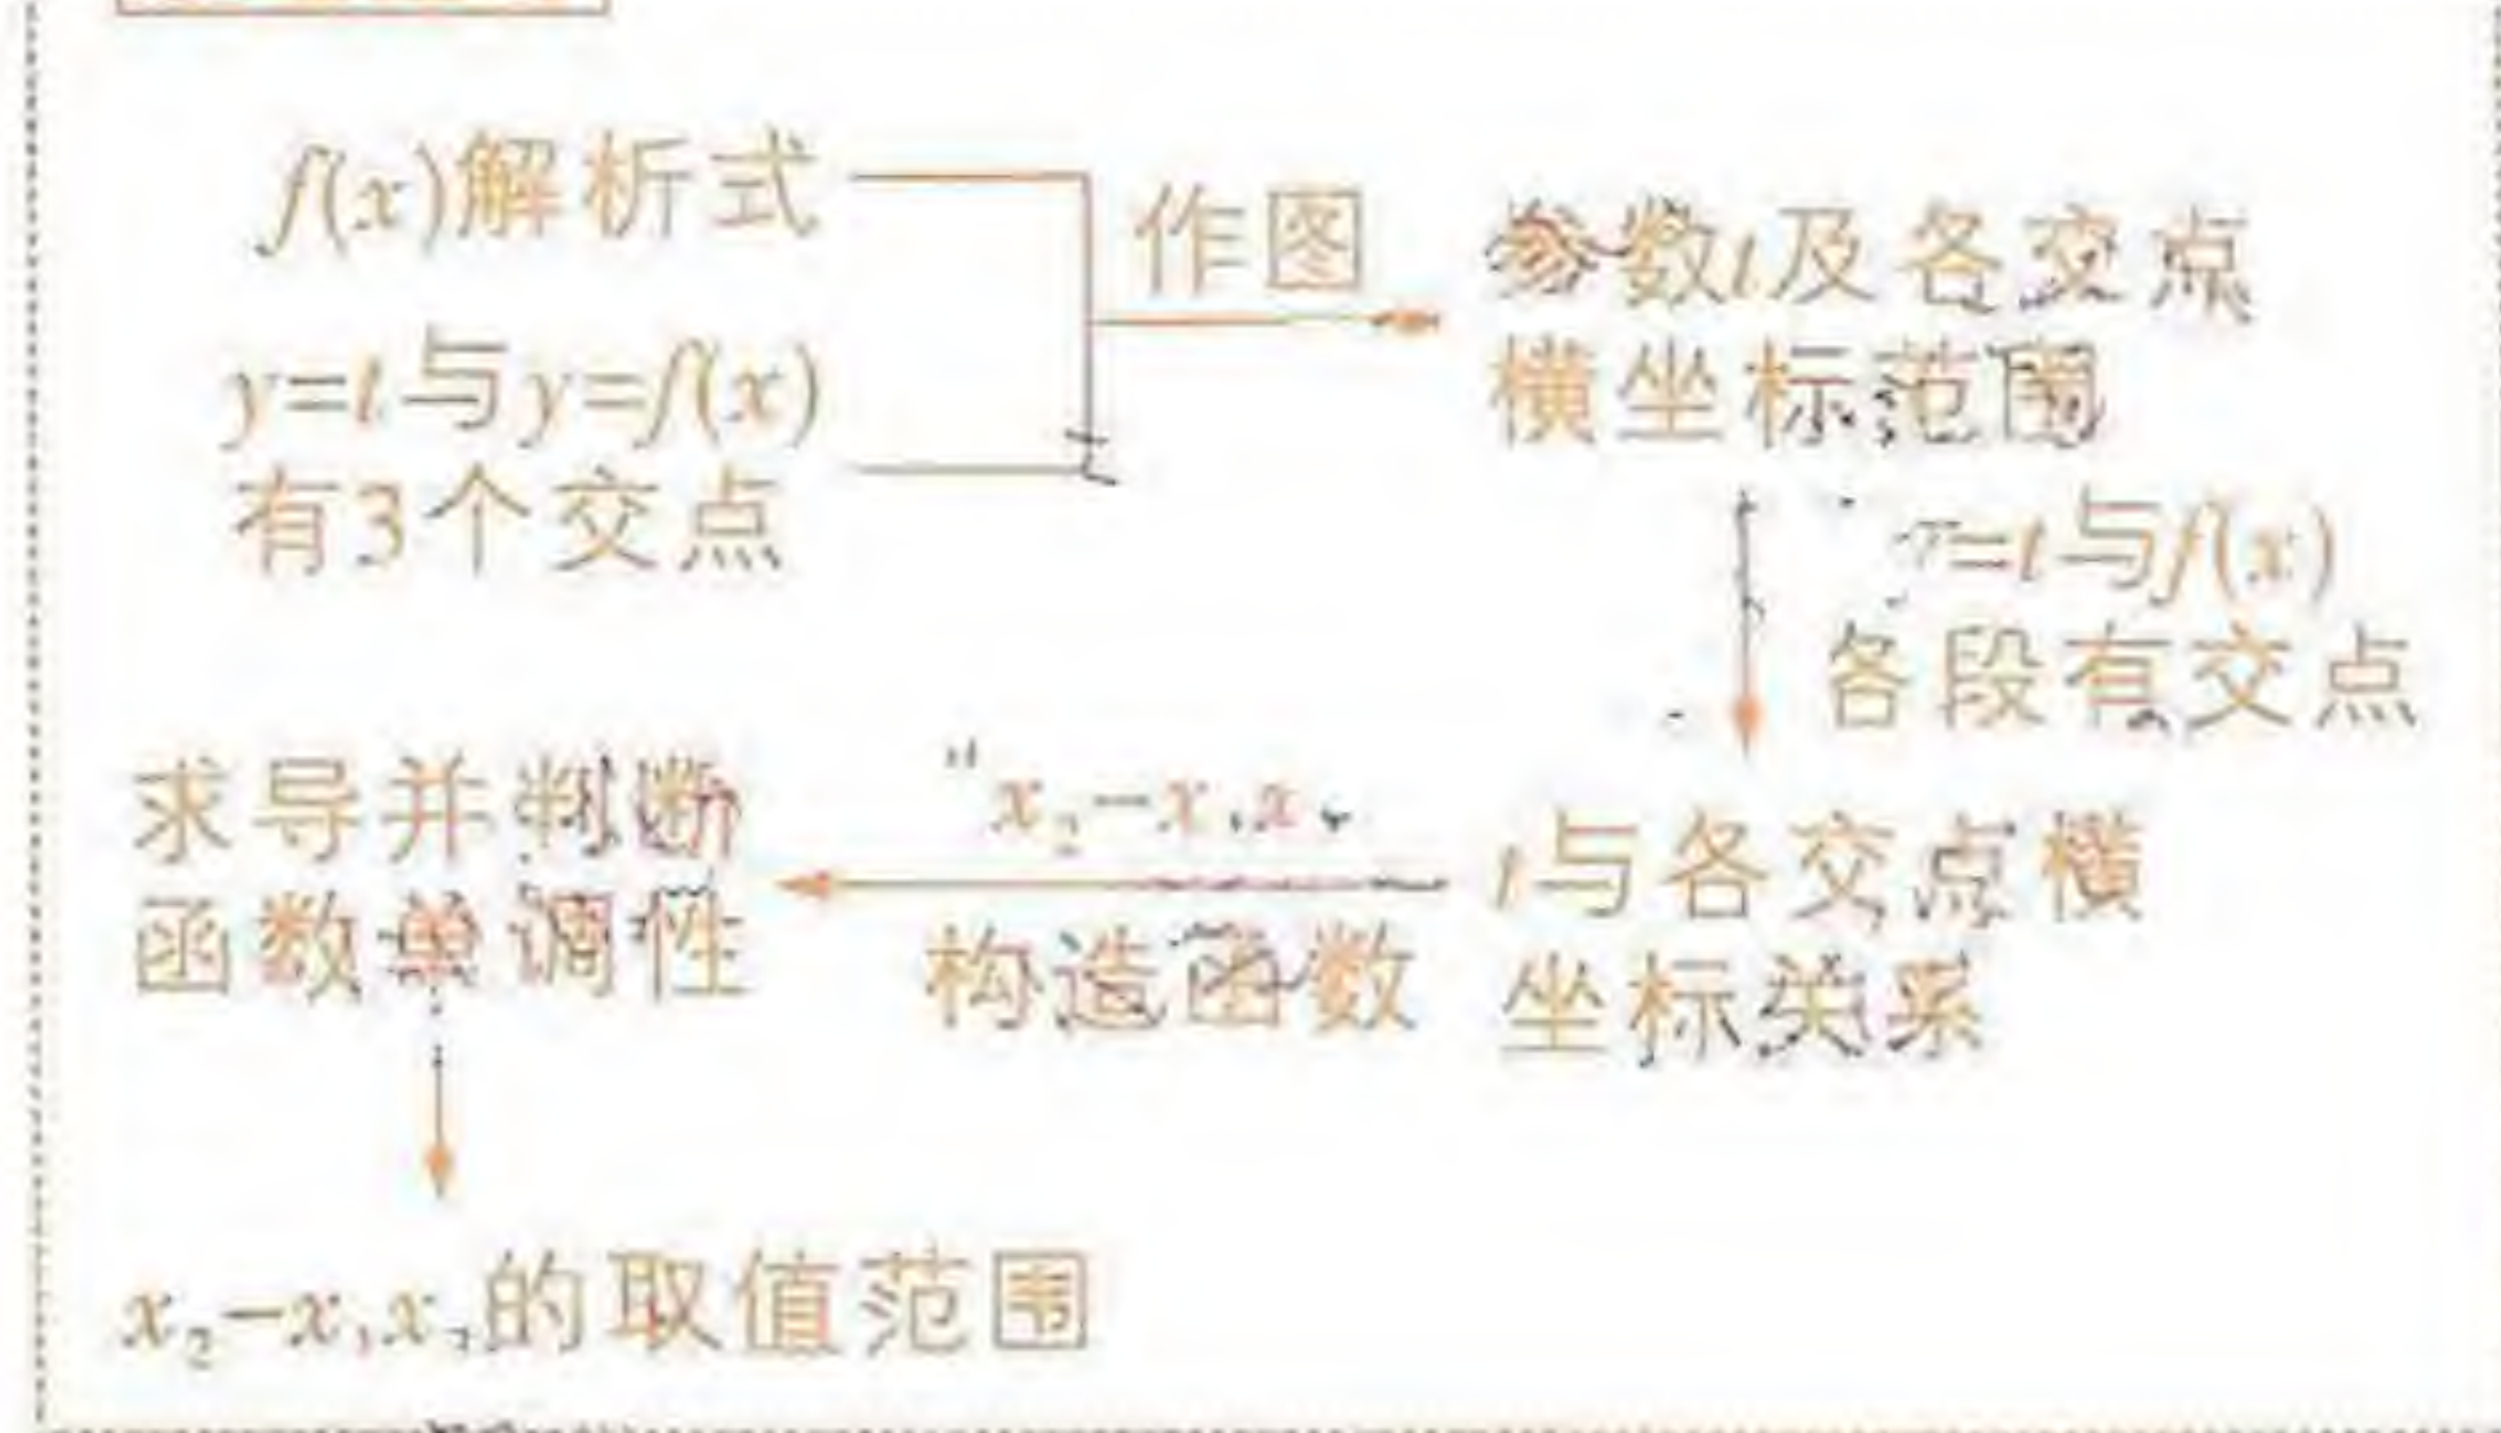 f(x)解析式
y=t与y=f(x)
有3个交点
作图
参数t及各交点
横坐标范围
=t与f(x)
各段有交点
t与各交点横
坐标关系
x₂-x₁x
构造函数
求导并判断
函数单调性
x₂-x₁x₃的取值范围